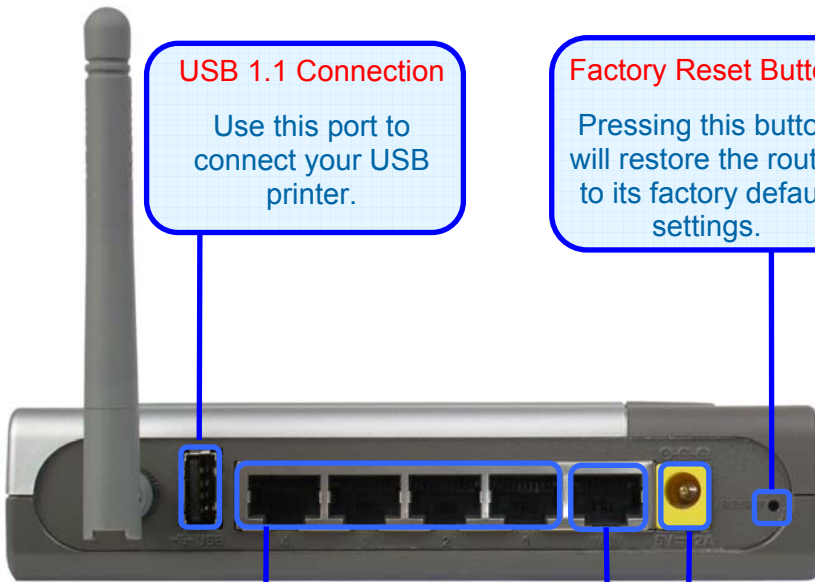 USB 1.1 Connection
Use this port to
connect your USB
printer.
Factory Reset Butto
Pressing this butto
will restore the rout
to its factory defau
settings.
USB
4
2
1
5V 2A